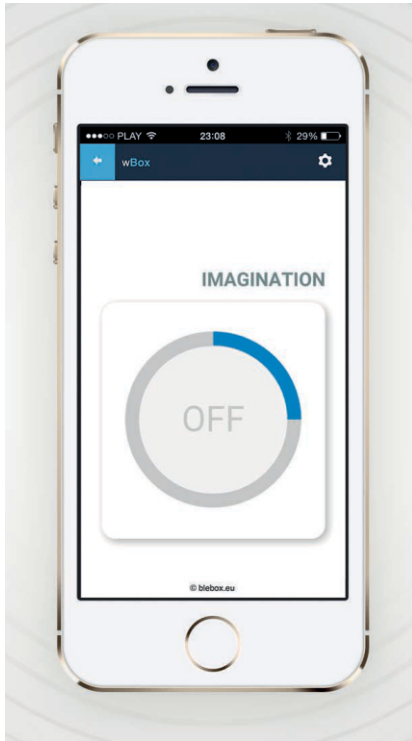 PLAY 23:08 29%
wBox
IMAGINATION
OFF
© blebox.eu